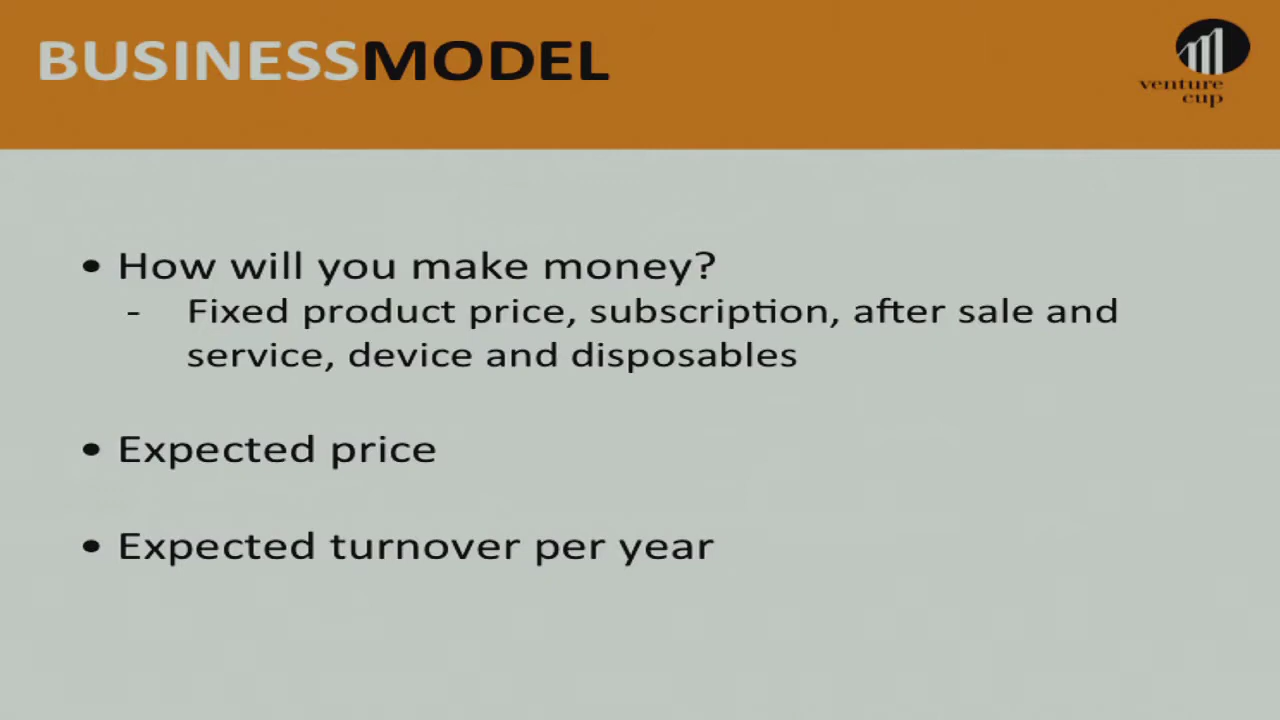 BUSINESSMODEL
venture
cup
• How will you make money?
- Fixed product price, subscription, after sale and
service, device and disposables
• Expected price
• Expected turnover per year